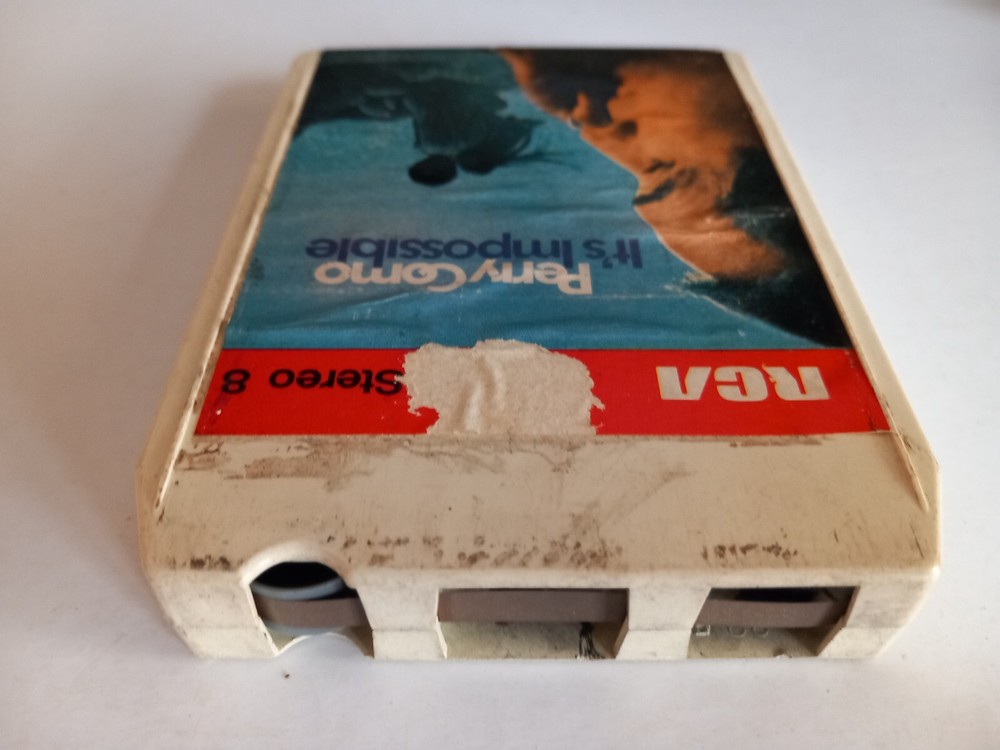 RCA Stereo 8
Perry Como
It's Impossible